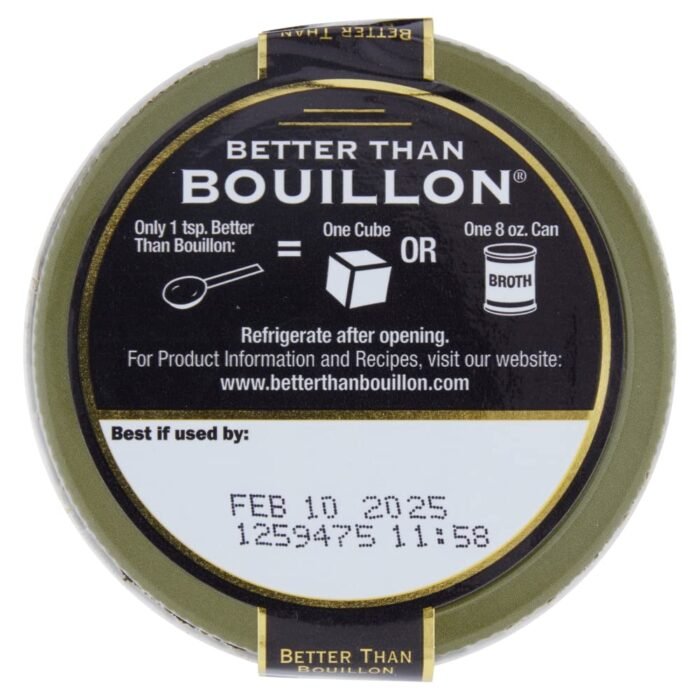 BETTER THAN
BETTER THAN
BOUILLON®
Only 1 tsp. Better
Than Bouillon:
=
One Cube
OR
One 8 oz. Can
BROTH
Refrigerate after opening.
For Product Information and Recipes, visit our website:
www.betterthanbouillon.com
Best if used by:
FEB 10 2025
1259475 11:58
BETTER THAN
BOUILLON